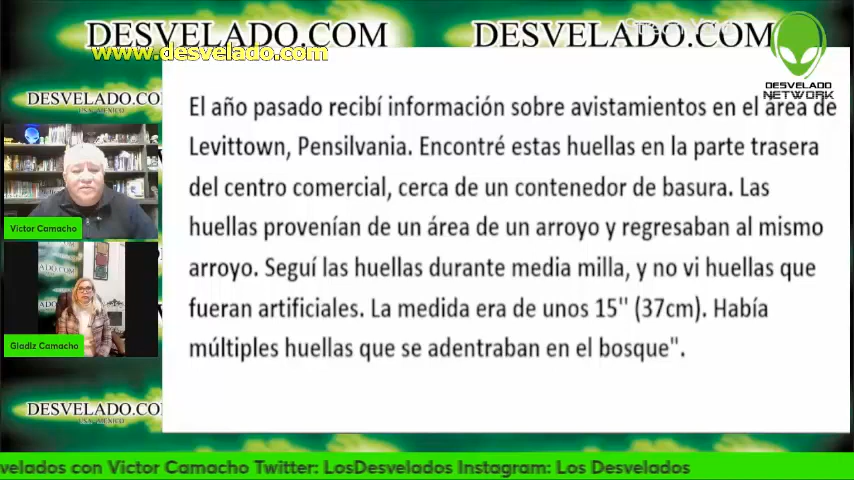 DESVELADO.COM
DESVELADO.COM
www.desvelado.com
DESVELADO
NETWORK
DESVELADO.CO
El año pasado recibí información sobre avistamientos en el área de
Levittown, Pensilvania. Encontré estas huellas en la parte trasera
del centro comercial, cerca de un contenedor de basura. Las
huellas provenían de un área de un arroyo y regresaban al mismo
arroyo. Seguí las huellas durante media milla, y no vi huellas que
fueran artificiales. La medida era de unos 15'' (37cm). Había
múltiples huellas que se adentraban en el bosque".
Víctor Camacho
Gladiz Camacho
DESVELADO.CO
svelados con Victor Camacho Twitter: LosDesvelados Instagram: Los Desvelados